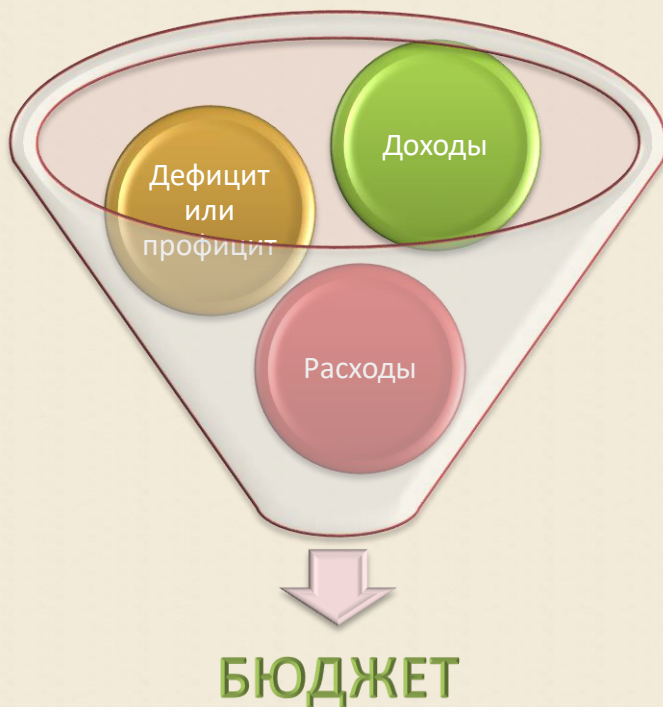 Доходы
Дефицит
или
профицит
Расходы
БЮДЖЕТ